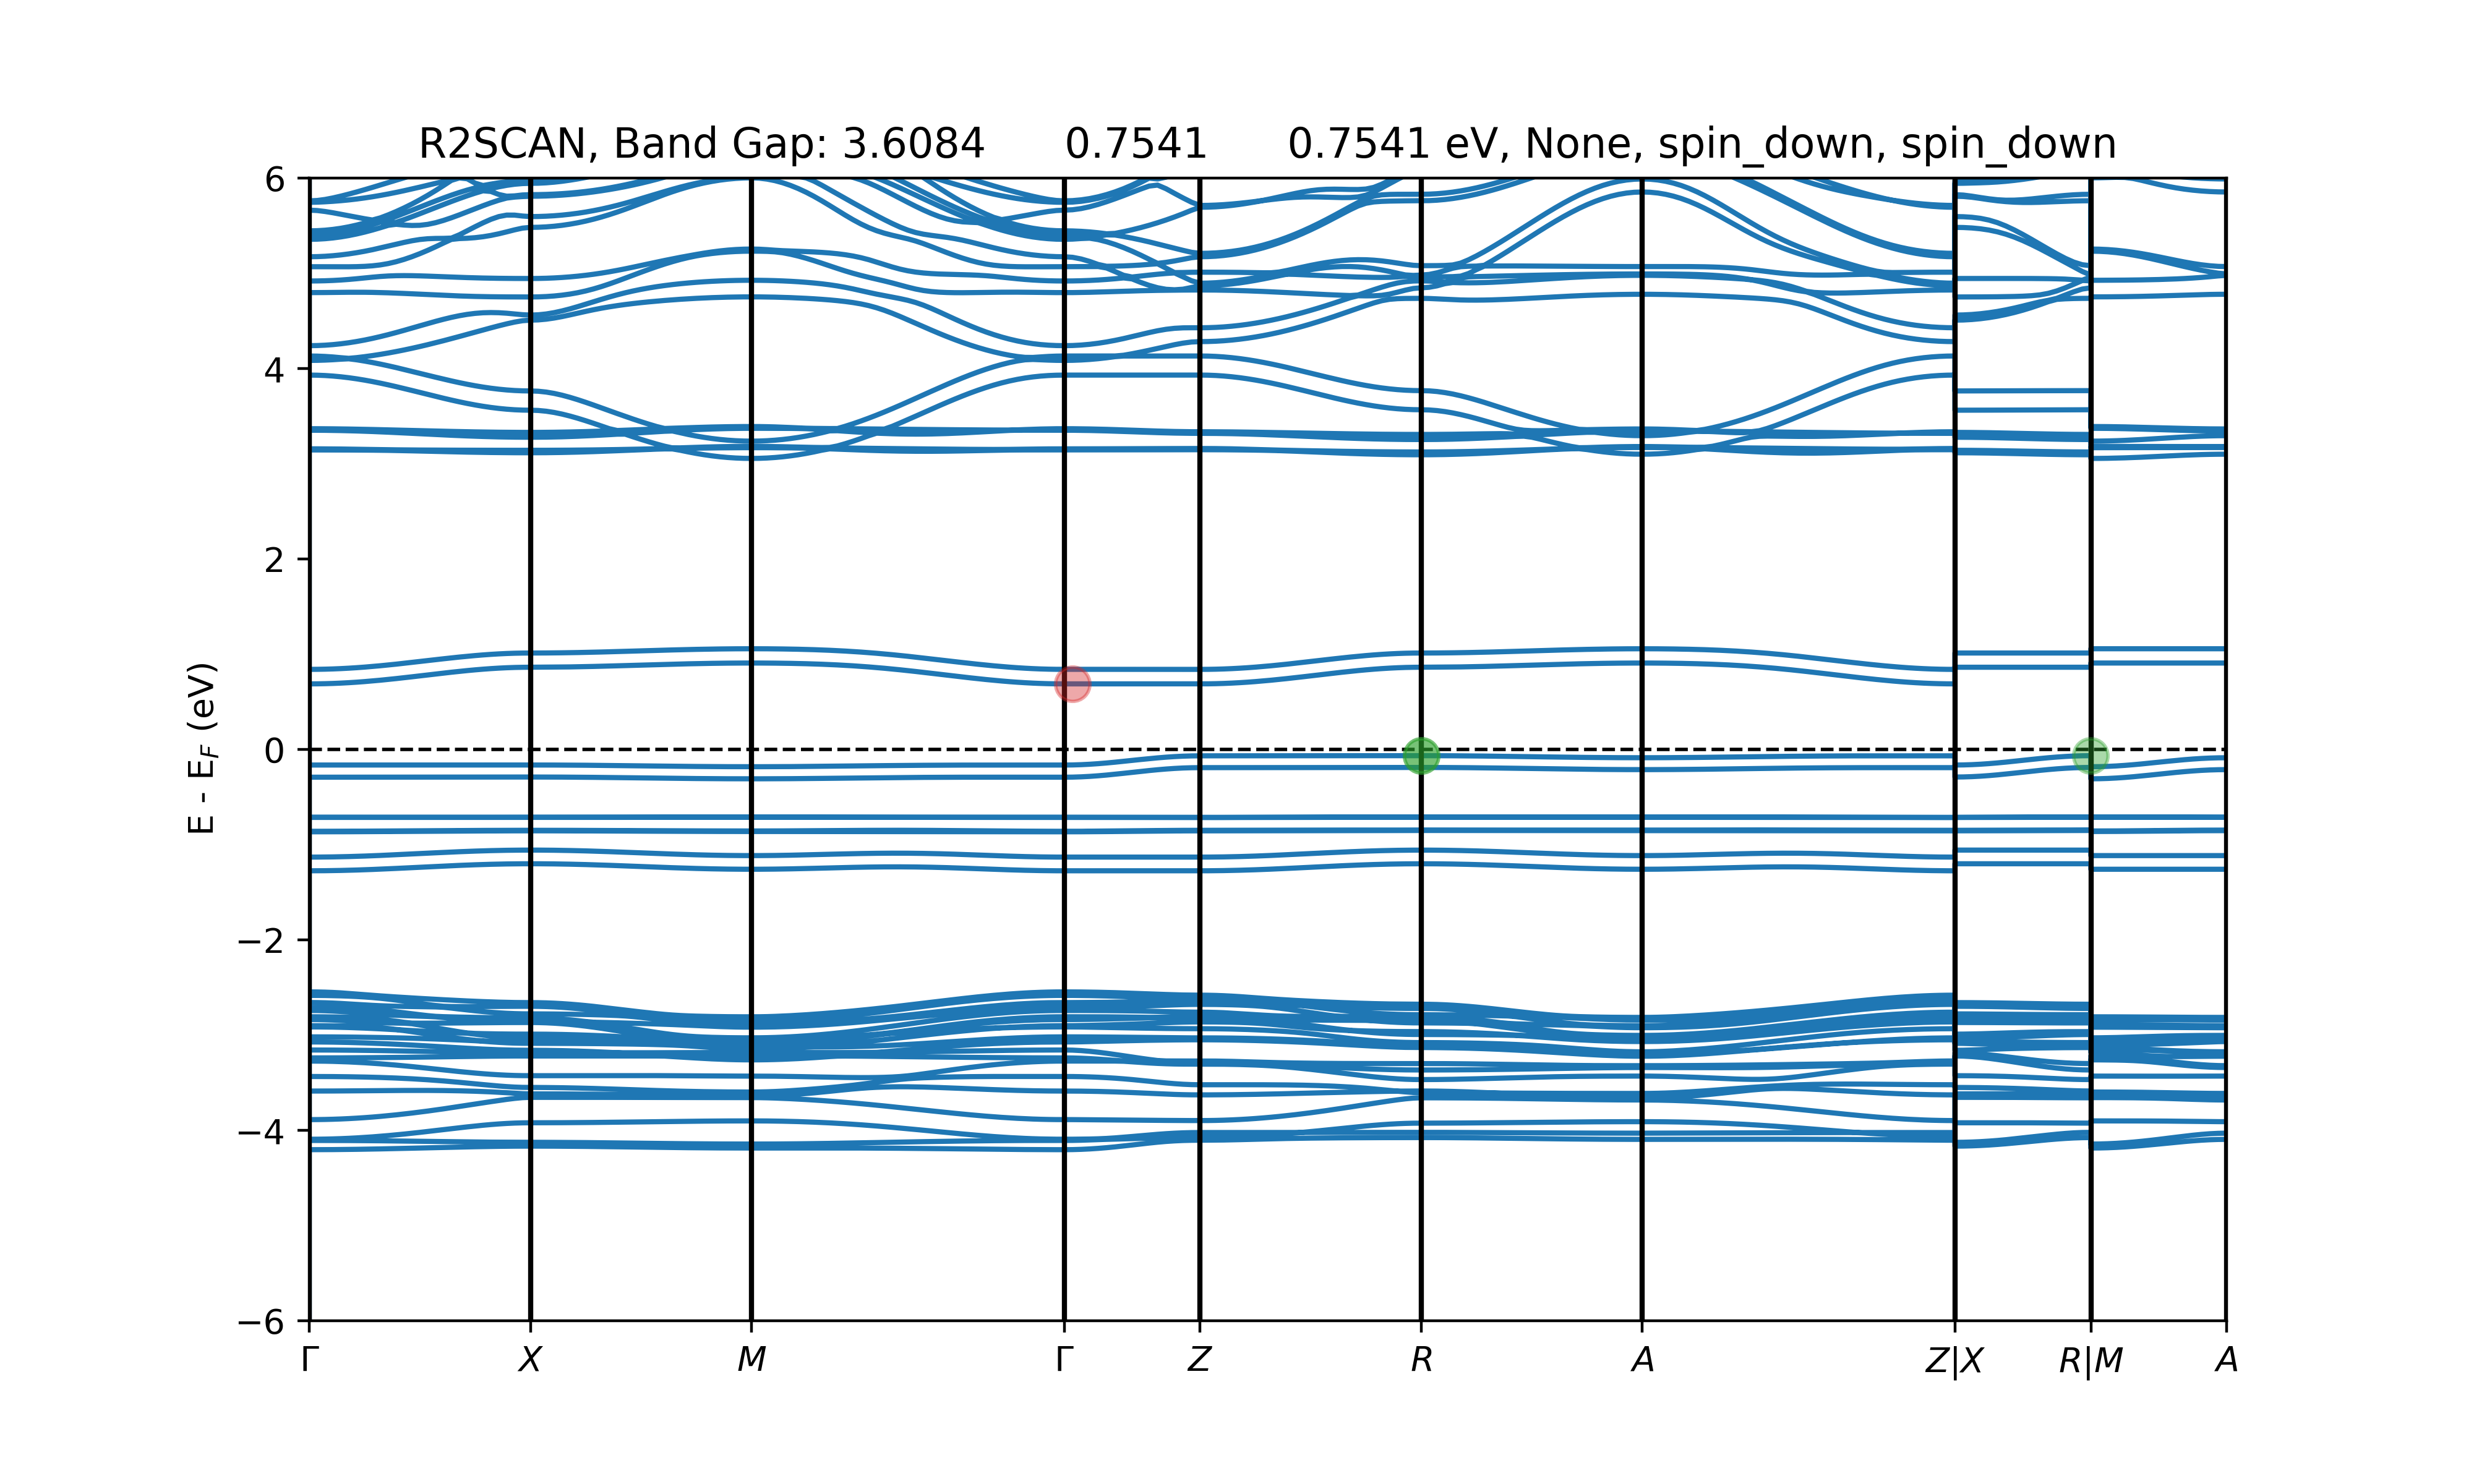 R2SCAN, Band Gap: 3.6084 0.7541 0.7541 eV, None, spin_down, spin_down
6
4
2
0
−2
−4
−6
E - E_F (eV)
Γ X M Γ Z R A Z|X R|M A